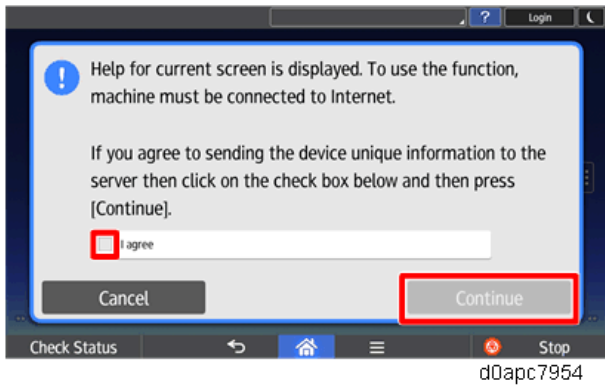 ? Login
Help for current screen is displayed. To use the function,
machine must be connected to Internet.
If you agree to sending the device unique information to the
server then click on the check box below and then press
[Continue].
I agree
Cancel Continue
Check Status Stop
d0apc7954